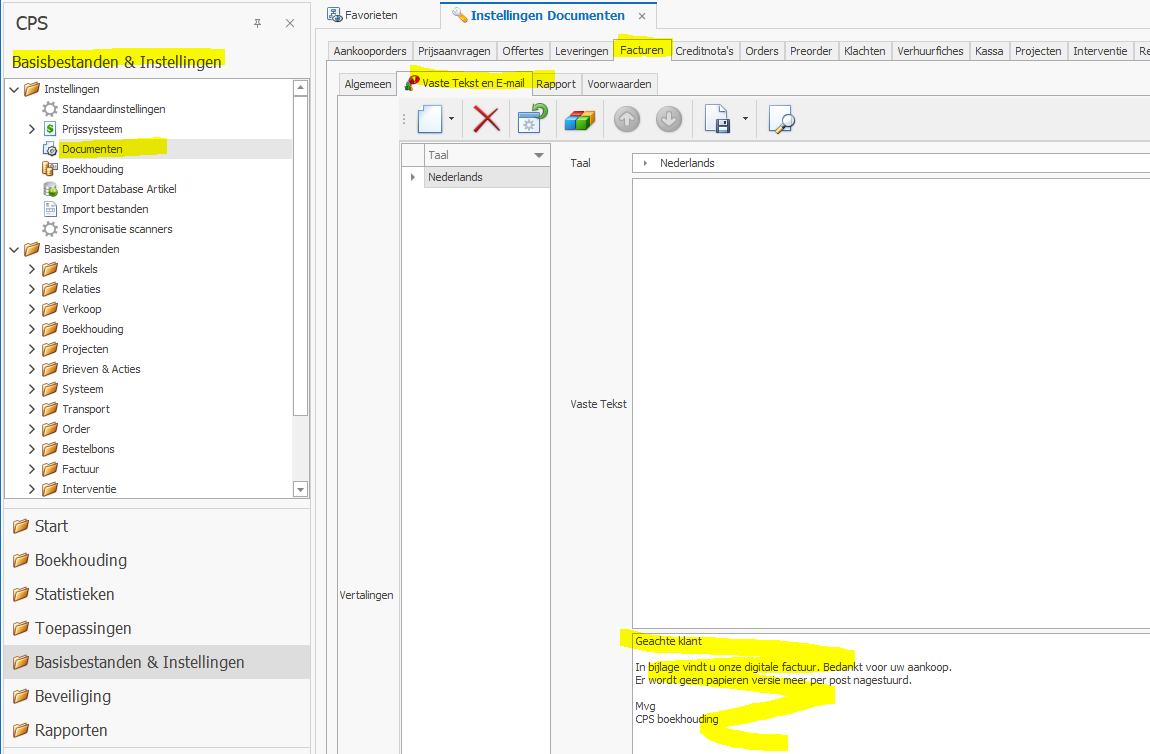 CPS
Basisbestanden & Instellingen
Instellingen
Standaardinstellingen
Prijssysteem
Documenten
Boekhouding
Import Database Artikel
Import bestanden
Syncronisatie scanners
Basisbestanden
Artikels
Relaties
Verkoop
Boekhouding
Projecten
Brieven & Acties
Systeem
Transport
Order
Bestelbons
Factuur
Interventie
Start
Boekhouding
Statistieken
Toepassingen
Basisbestanden & Instellingen
Beveiliging
Rapporten
Favorieten
Instellingen Documenten
Aankooporders Prijsaanvragen Offertes Leveringen Facturen Creditnota's Orders Preorder Klachten Verhuurfiches Kassa Projecten Interventie Re
Algemeen Vaste Tekst en E-mail Rapport Voorwaarden
Taal
Nederlands
Taal Nederlands
Vaste Tekst
Vertalingen
Geachte klant
In bijlage vindt u onze digitale factuur. Bedankt voor uw aankoop.
Er wordt geen papieren versie meer per post nagestuurd.
Mvg
CPS boekhouding